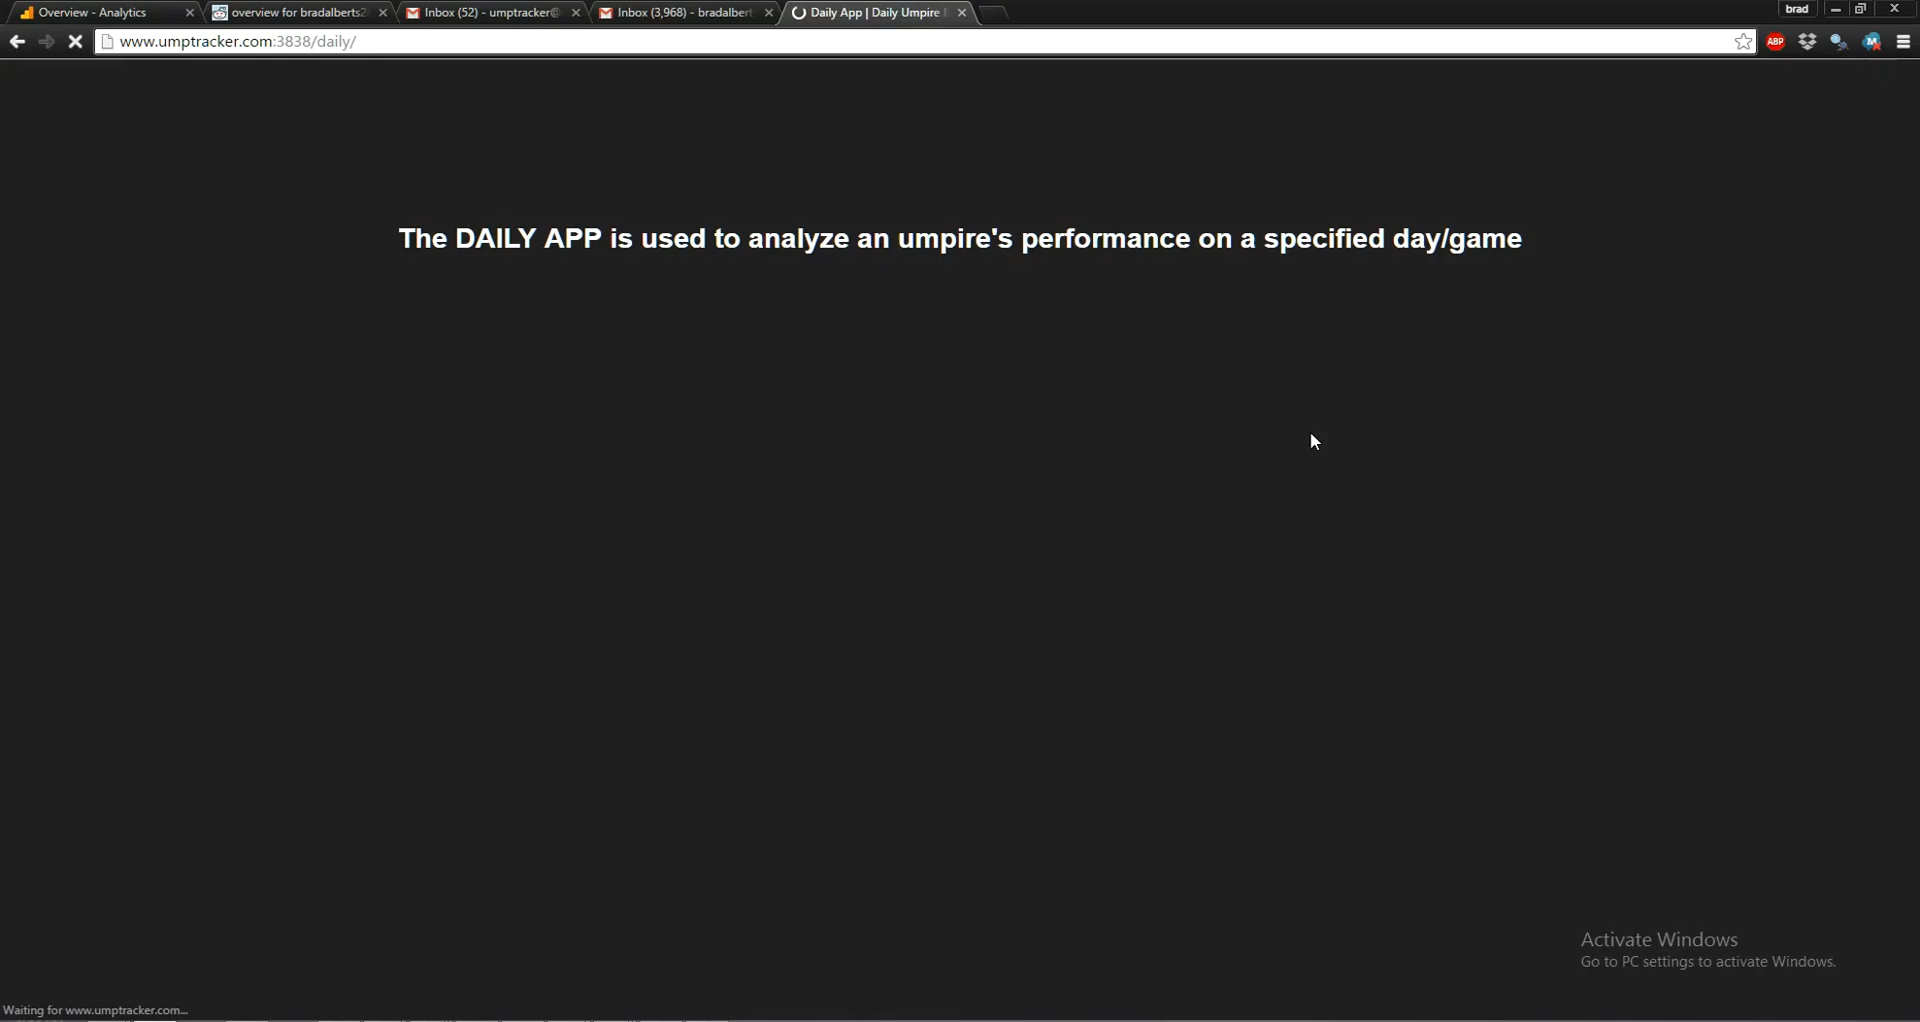 Overview - Analytics
overview for bradalberts2
Inbox (52) - umptracker@
Inbox (3,968) - bradalbert
Daily App | Daily Umpire
brad
www.umptracker.com:3838/daily/
ABP
M
The DAILY APP is used to analyze an umpire's performance on a specified day/game
Activate Windows
Go to PC settings to activate Windows.
Waiting for www.umptracker.com...